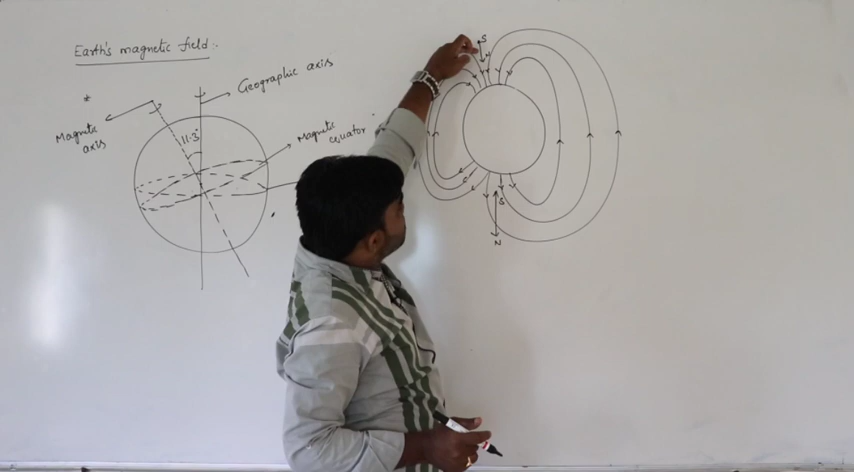 Earth's magnetic field:-
Geographic axis
*
Magnetic
axis
11.3°
Magnetic
equator
S
N
S
N